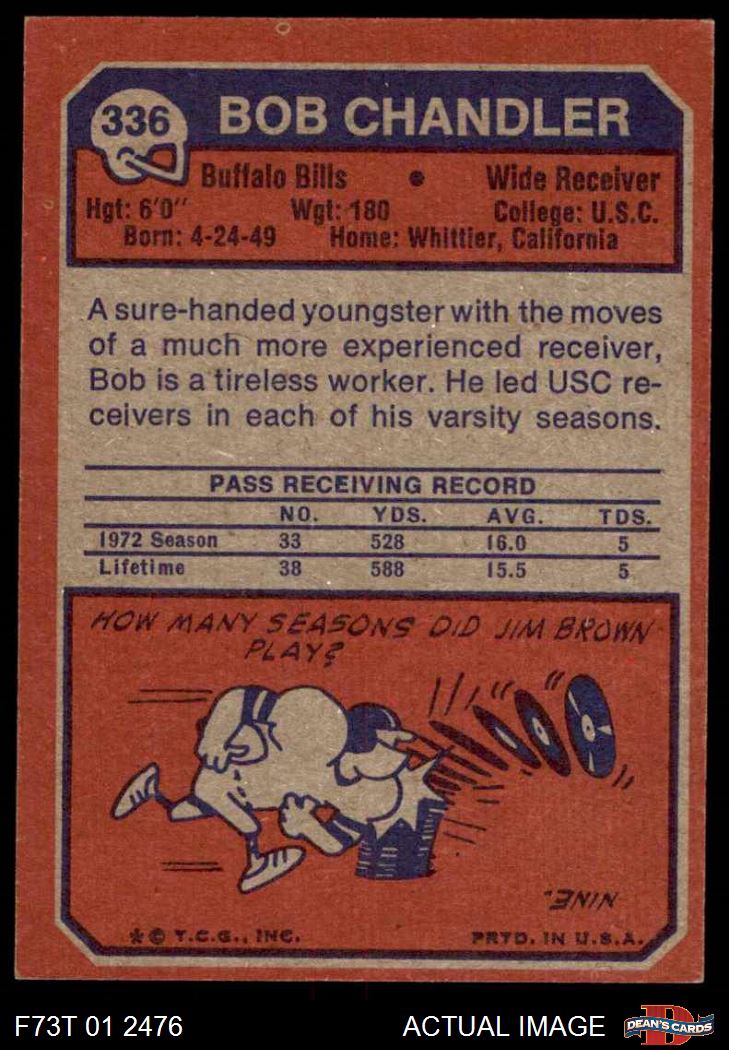 336 BOB CHANDLER
Buffalo Bills • Wide Receiver
Hgt: 6'0" Wgt: 180 College: U.S.C.
Born: 4-24-49 Home: Whittier, California
A sure-handed youngster with the moves
of a much more experienced receiver,
Bob is a tireless worker. He led USC re-
ceivers in each of his varsity seasons.
PASS RECEIVING RECORD
NO. YDS. AVG. TDS.
1972 Season 33 528 16.0 5
Lifetime 38 588 15.5 5
HOW MANY SEASONS DID JIM BROWN
PLAY?
NINE.
* © T.C.G., INC. PRTD. IN U.S.A.
F73T 01 2476 ACTUAL IMAGE
D
DEAN'S CARDS